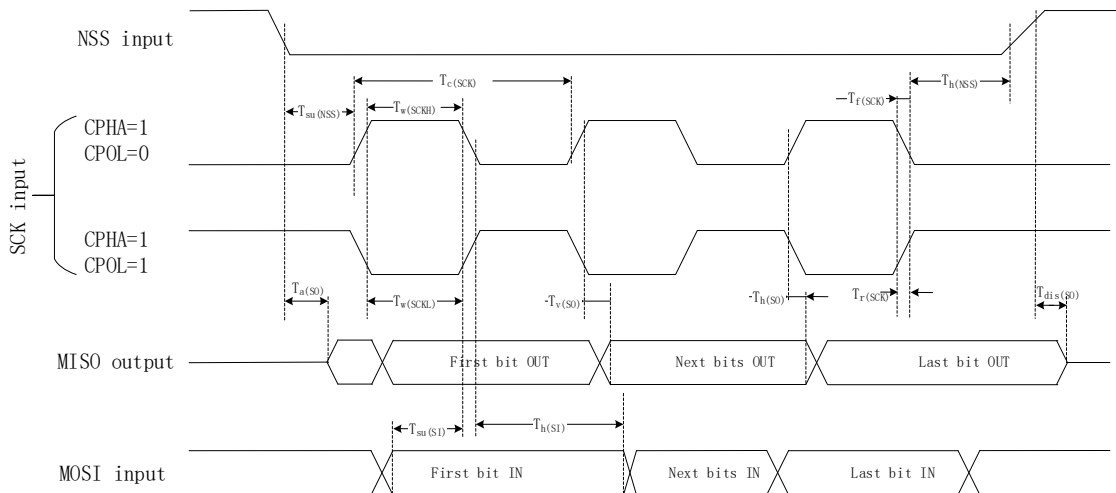 NSS input
Tc(SCK)
Th(NSS)
Tsu(NSS)
Tw(SCKH)
Tf(SCK)
SCK input
CPHA=1
CPOL=0
CPHA=1
CPOL=1
Ta(SO)
Tw(SCKL)
Tv(SO)
Th(SO)
Tr(SCK)
Tdis(SO)
MISO output
First bit OUT
Next bits OUT
Last bit OUT
Tsu(SI)
Th(SI)
MOSI input
First bit IN
Next bits IN
Last bit IN